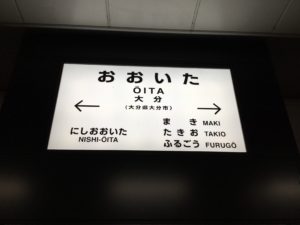 おおいた
ŌITA
大分
(大分県大分市)
← →
にしおおいた
NISHI-ŌITA
まき MAKI
たきお TAKIO
ふるごう FURUGŌ